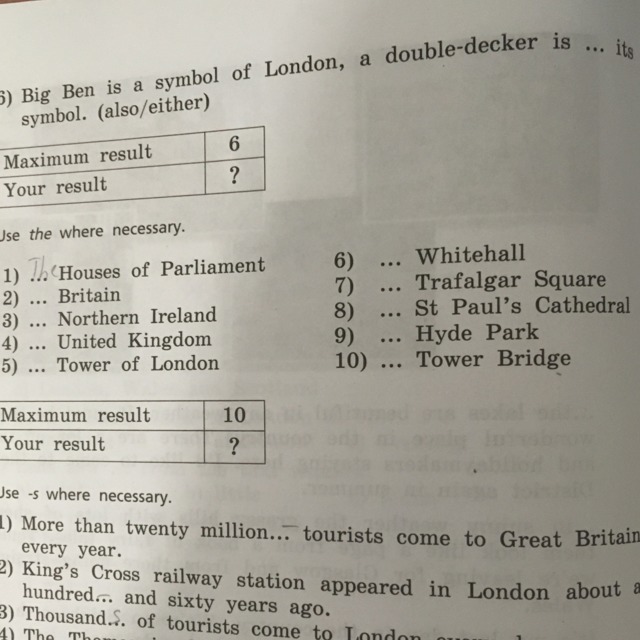 6) Big Ben is a symbol of London, a double-decker is ... its
symbol. (also/either)
Maximum result 6
Your result ?
Use the where necessary.
1) The Houses of Parliament
2) ... Britain
3) ... Northern Ireland
4) ... United Kingdom
5) ... Tower of London
6) ... Whitehall
7) ... Trafalgar Square
8) ... St Paul's Cathedral
9) ... Hyde Park
10) ... Tower Bridge
Maximum result 10
Your result ?
Use -s where necessary.
1) More than twenty million... tourists come to Great Britain
every year.
2) King's Cross railway station appeared in London about a
hundred... and sixty years ago.
3) Thousand.s. of tourists come to London
4) The